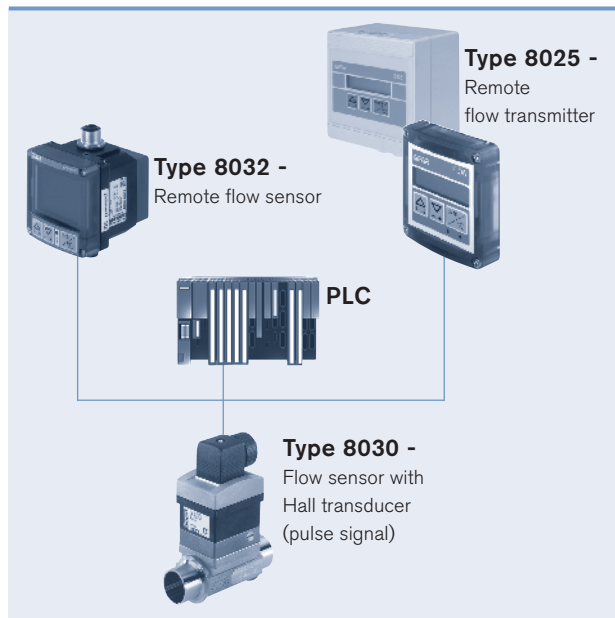 Type 8025 -
Remote
flow transmitter
Type 8032 -
Remote flow sensor
PLC
Type 8030 -
Flow sensor with
Hall transducer
(pulse signal)